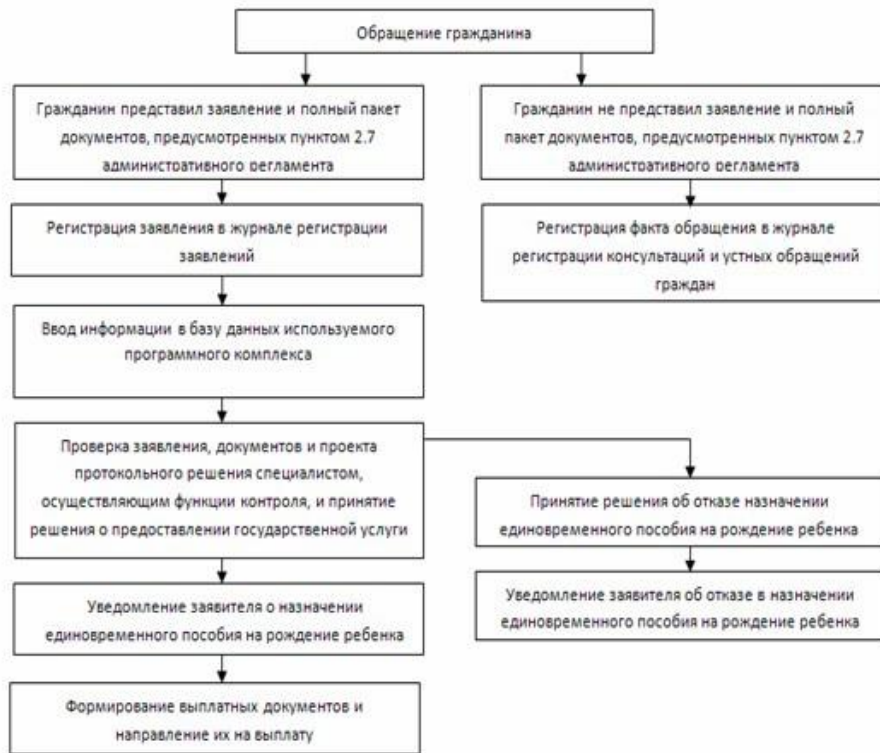 Обращение гражданина
Гражданин представил заявление и полный пакет
документов, предусмотренных пунктом 2.7
административного регламента
Гражданин не представил заявление и полный
пакет документов, предусмотренных пунктом 2.7
административного регламента
Регистрация заявления в журнале регистрации
заявлений
Регистрация факта обращения в журнале
регистрации консультаций и устных обращений
граждан
Ввод информации в базу данных используемого
программного комплекса
Проверка заявления, документов и проекта
протокольного решения специалистом,
осуществляющим функции контроля, и принятие
решения о предоставлении государственной услуги
Принятие решения об отказе назначении
единовременного пособия на рождение ребенка
Уведомление заявителя о назначении
единовременного пособия на рождение ребенка
Уведомление заявителя об отказе в назначении
единовременного пособия на рождение ребенка
Формирование выплатных документов и
направление их на выплату